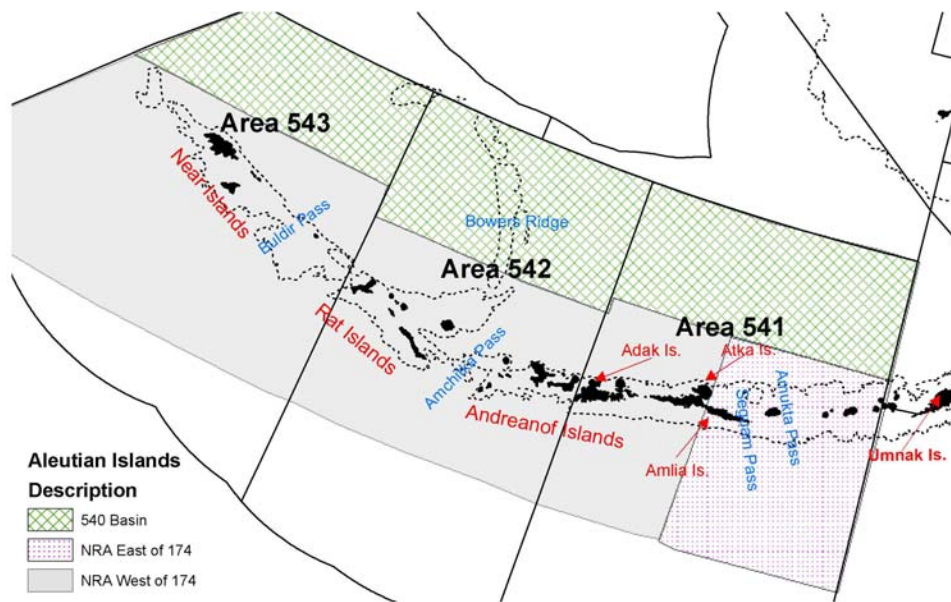 Area 543
Near Islands
Buldir Pass
Bowers Ridge
Area 542
Rat Islands
Amchitka Pass
Area 541
Adak Is.
Atka Is.
Andreanof Islands
Seguam Pass
Amukta Pass
Amlia Is.
Umnak Is.
Aleutian Islands
Description
540 Basin
NRA East of 174
NRA West of 174